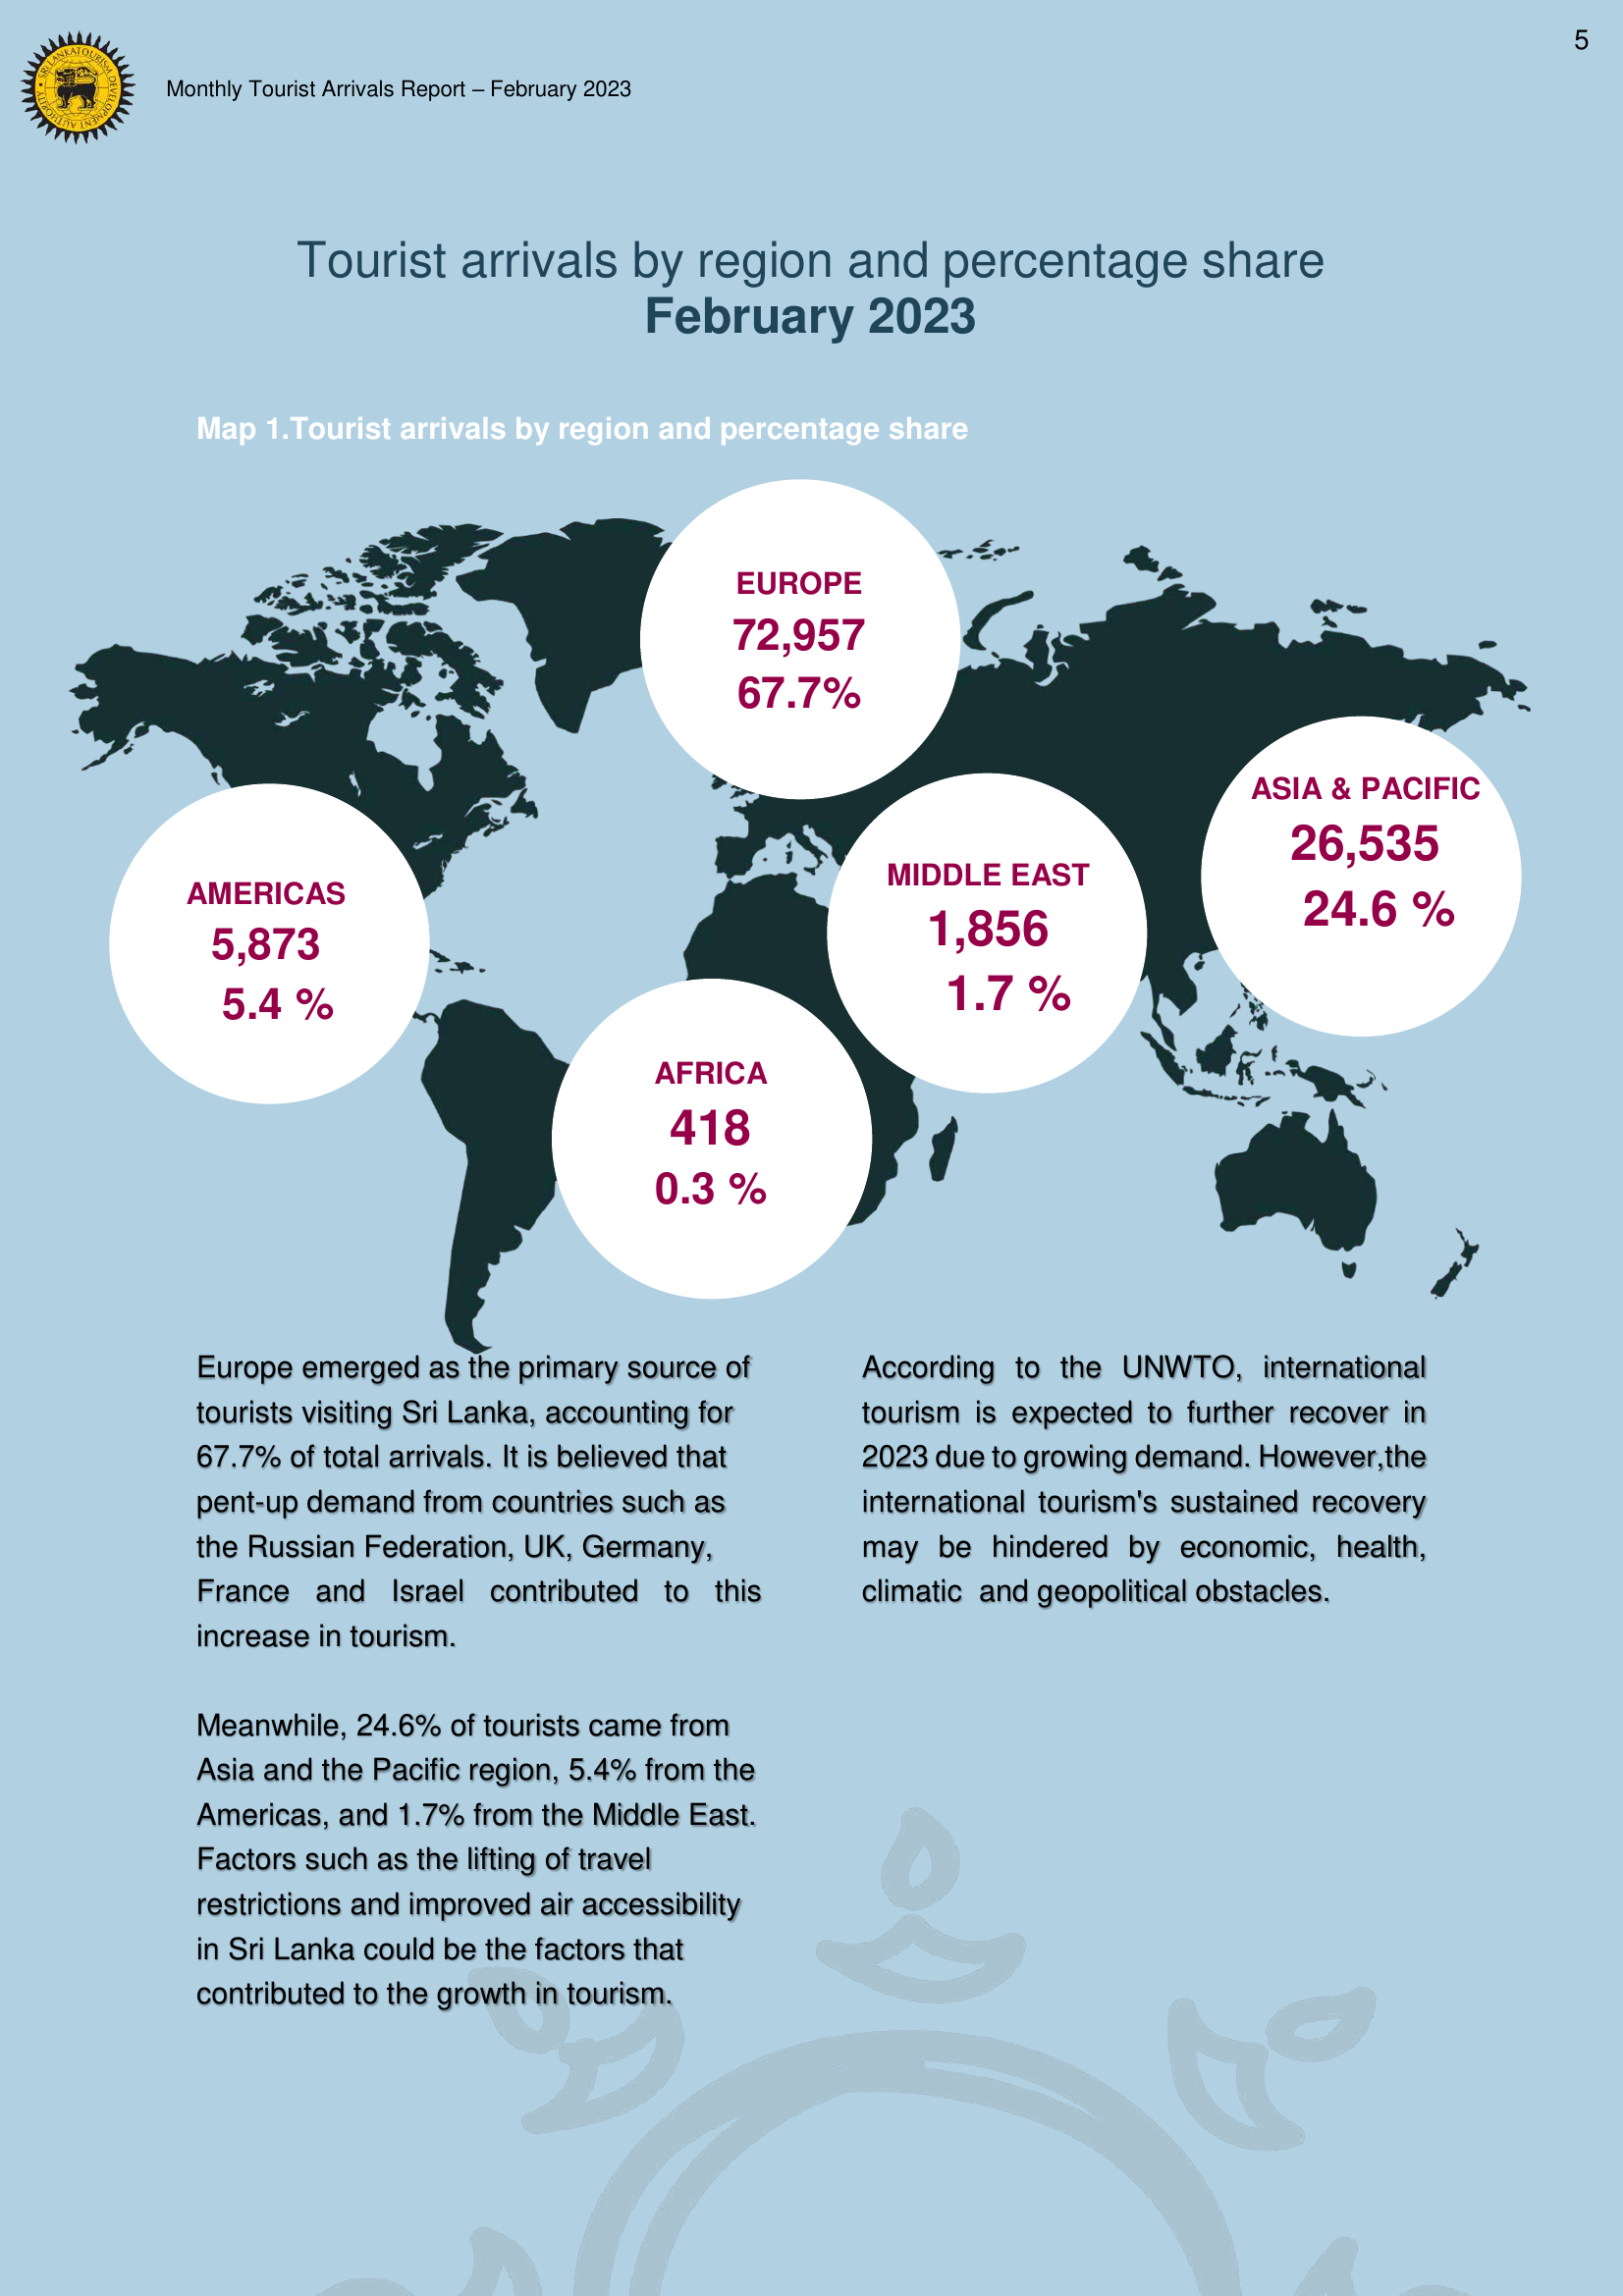 5
SRI LANKA TOURISM DEVELOPMENT AUTHORITY
Monthly Tourist Arrivals Report – February 2023
Tourist arrivals by region and percentage share
February 2023
Map 1.Tourist arrivals by region and percentage share
EUROPE
72,957
67.7%
ASIA & PACIFIC
26,535
24.6 %
MIDDLE EAST
1,856
1.7 %
AMERICAS
5,873
5.4 %
AFRICA
418
0.3 %
Europe emerged as the primary source of
tourists visiting Sri Lanka, accounting for
67.7% of total arrivals. It is believed that
pent-up demand from countries such as
the Russian Federation, UK, Germany,
France and Israel contributed to this
increase in tourism.
Meanwhile, 24.6% of tourists came from
Asia and the Pacific region, 5.4% from the
Americas, and 1.7% from the Middle East.
Factors such as the lifting of travel
restrictions and improved air accessibility
in Sri Lanka could be the factors that
contributed to the growth in tourism.
According to the UNWTO, international
tourism is expected to further recover in
2023 due to growing demand. However,the
international tourism's sustained recovery
may be hindered by economic, health,
climatic and geopolitical obstacles.